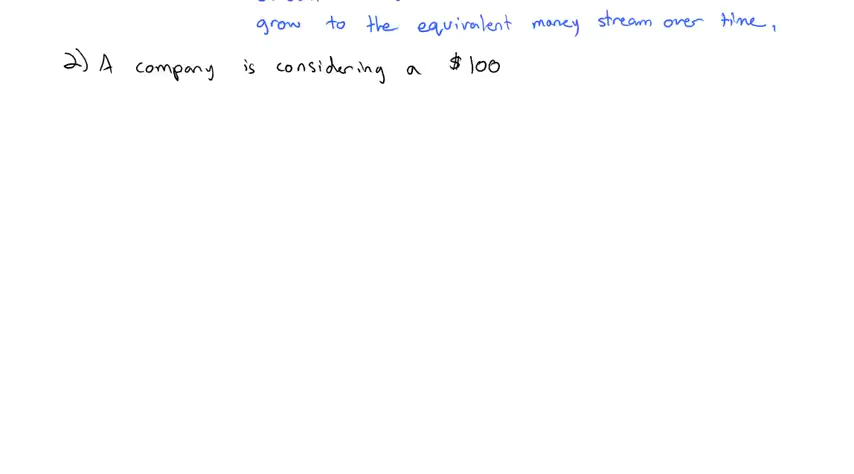 grow to the equivalent money stream over time,
2) A company is considering a $100